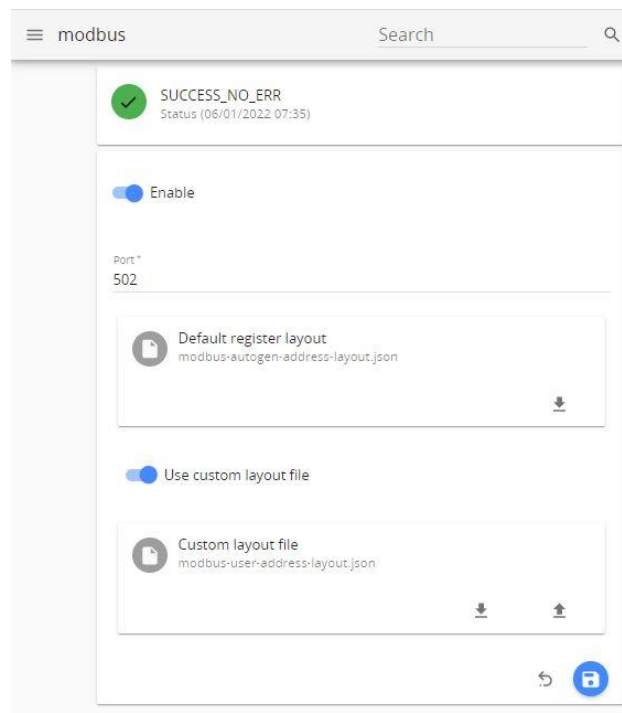 modbus
Search
SUCCESS_NO_ERR
Status (06/01/2022 07:35)
Enable
Port *
502
Default register layout
modbus-autogen-address-layout.json
Use custom layout file
Custom layout file
modbus-user-address-layout.json